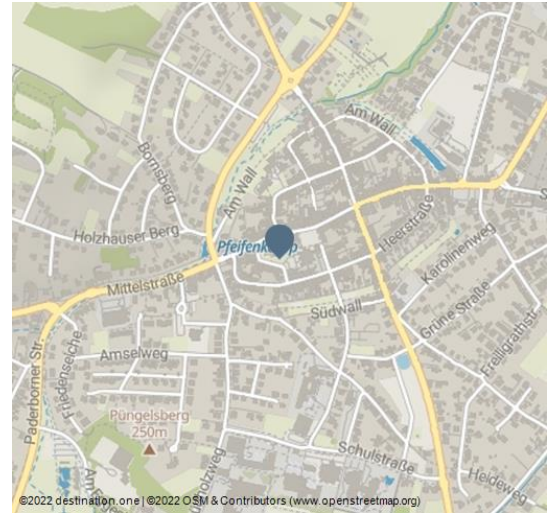 Am Wall
Bornsberg
Am Wall
Holzhauser Berg
Heerstraße
Karolinenweg
Mittelstraße
Südwall
Grüne Straße
Freiligrathstr
Paderborner Str.
Friedenseiche
Amselweg
Püngelsberg
250m
Schulstraße
Heideweg
©2022 destination.one | ©2022 OSM & Contributors (www.openstreetmap.org)